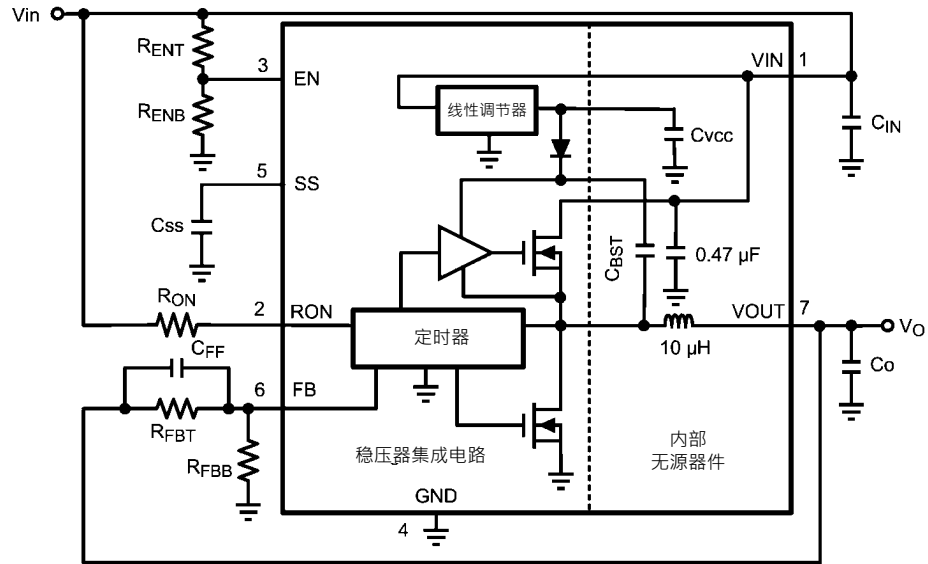 Vin
RENT
3
EN
RENB
VIN
1
线性调节器
Cvcc
CIN
5
SS
Css
CBST
0.47 µF
RON
2
RON
定时器
VOUT
7
VO
10 µH
CFF
6
FB
Co
RFBT
RFBB
稳压器集成电路
内部
无源器件
GND
4